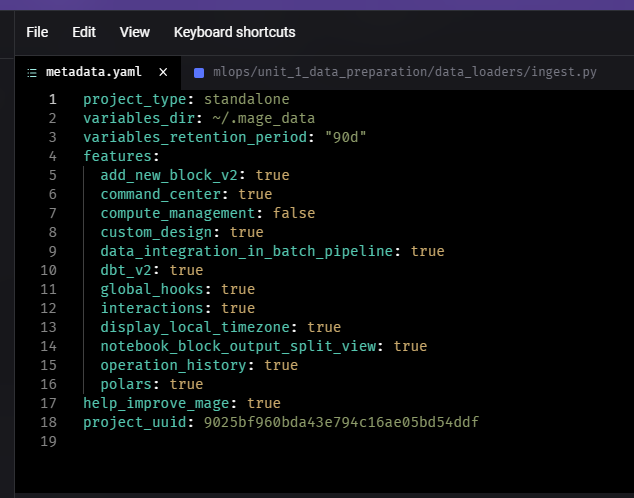 File Edit View Keyboard shortcuts
metadata.yaml × mlops/unit_1_data_preparation/data_loaders/ingest.py
1 project_type: standalone
2 variables_dir: ~/.mage_data
3 variables_retention_period: "90d"
4 features:
5   add_new_block_v2: true
6   command_center: true
7   compute_management: false
8   custom_design: true
9   data_integration_in_batch_pipeline: true
10   dbt_v2: true
11   global_hooks: true
12   interactions: true
13   display_local_timezone: true
14   notebook_block_output_split_view: true
15   operation_history: true
16   polars: true
17 help_improve_mage: true
18 project_uuid: 9025bf960bda43e794c16ae05bd54ddf
19